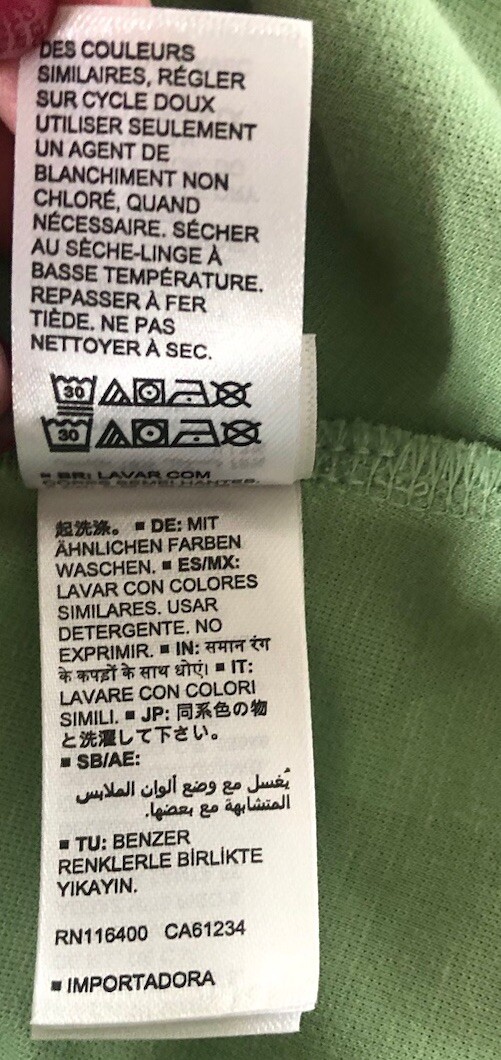 DES COULEURS
SIMILAIRES, RÉGLER
SUR CYCLE DOUX
UTILISER SEULEMENT
UN AGENT DE
BLANCHIMENT NON
CHLORÉ, QUAND
NÉCESSAIRE. SÉCHER
AU SÈCHE-LINGE À
BASSE TEMPÉRATURE.
REPASSER À FER
TIÈDE. NE PAS
NETTOYER À SEC.
30
30
■ BR: LAVAR COM
CORES SEMELHANTES.
起洗涤。 ■ DE: MIT
ÄHNLICHEN FARBEN
WASCHEN. ■ ES/MX:
LAVAR CON COLORES
SIMILARES. USAR
DETERGENTE. NO
EXPRIMIR. ■ IN: समान रंग
के कपड़ों के साथ धोएं। ■ IT:
LAVARE CON COLORI
SIMILI. ■ JP: 同系色の物
と洗濯して下さい。
■ SB/AE:
يُغسل مع وضع ألوان الملابس
المتشابهة مع بعضها.
■ TU: BENZER
RENKLERLE BİRLİKTE
YIKAYIN.
RN116400 CA61234
■ IMPORTADORA